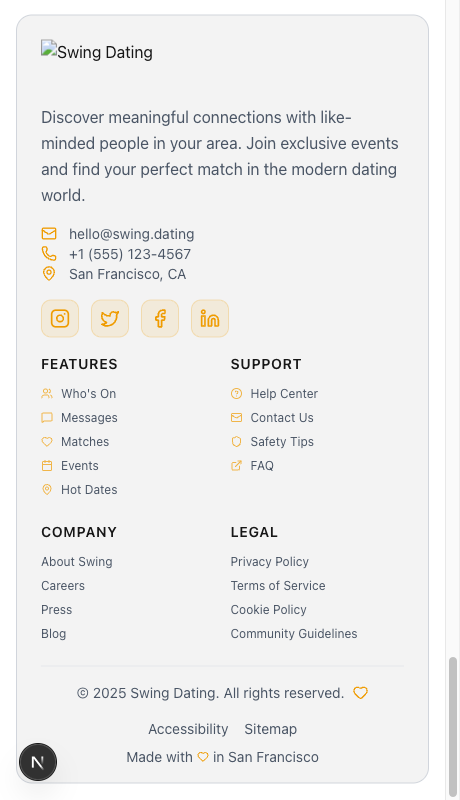 Swing Dating
Discover meaningful connections with like-
minded people in your area. Join exclusive events
and find your perfect match in the modern dating
world.
hello@swing.dating
+1 (555) 123-4567
San Francisco, CA
FEATURES
Who's On
Messages
Matches
Events
Hot Dates
SUPPORT
Help Center
Contact Us
Safety Tips
FAQ
COMPANY
About Swing
Careers
Press
Blog
LEGAL
Privacy Policy
Terms of Service
Cookie Policy
Community Guidelines
© 2025 Swing Dating. All rights reserved.
Accessibility Sitemap
Made with in San Francisco
N